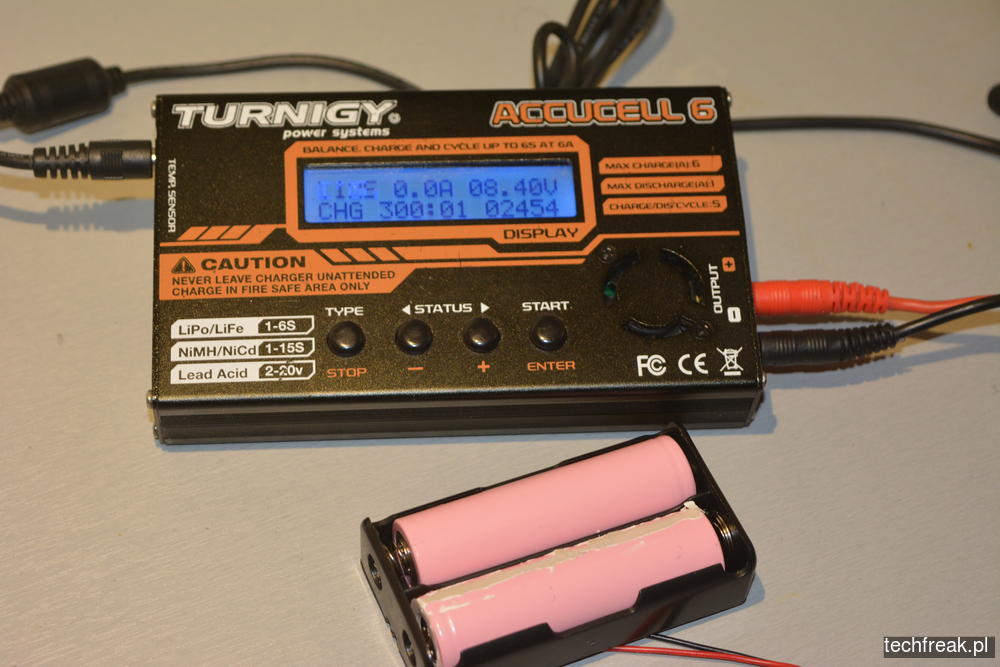 TURNIGY
power systems
ACCUCELL 6
BALANCE, CHARGE AND CYCLE UP TO 6S AT 6A
0.0A 08.40V
CHG 300:01 02454
DISPLAY
MAX CHARGE(A):6
MAX DISCHARGE(A):1
CHARGE/DIS'CYCLE:5
TEMP. SENSOR
CAUTION
NEVER LEAVE CHARGER UNATTENDED
CHARGE IN FIRE SAFE AREA ONLY
LiPo/LiFe 1-6S
NiMH/NiCd 1-15S
Lead Acid 2-20v
TYPE
STOP
STATUS
- +
START
ENTER
OUTPUT
+
-
FC CE
techfreak.pl